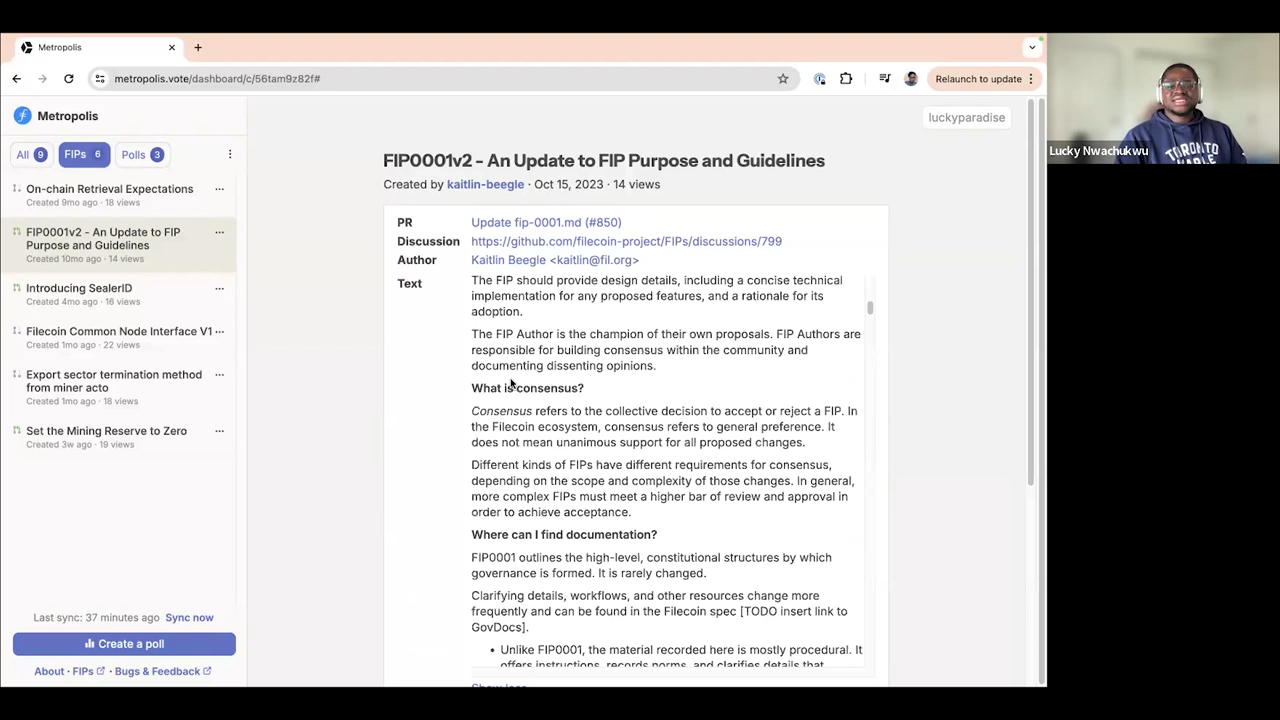 Metropolis
metropolis.vote/dashboard/c/56tam9z82f#
Relaunch to update
Metropolis
All 9
FIPs 6
Polls 3
On-chain Retrieval Expectations
Created 9mo ago · 18 views
FIP0001v2 - An Update to FIP
Purpose and Guidelines
Created 10mo ago · 14 views
Introducing SealerID
Created 4mo ago · 16 views
Filecoin Common Node Interface V1
Created 1mo ago · 22 views
Export sector termination method
from miner acto
Created 1mo ago · 18 views
Set the Mining Reserve to Zero
Created 3w ago · 19 views
Last sync: 37 minutes ago Sync now
Create a poll
About · FIPs · Bugs & Feedback
luckyparadise
FIP0001v2 - An Update to FIP Purpose and Guidelines
Created by kaitlin-beegle · Oct 15, 2023 · 14 views
PR Update fip-0001.md (#850)
Discussion https://github.com/filecoin-project/FIPs/discussions/799
Author Kaitlin Beegle <kaitlin@fil.org>
Text
The FIP should provide design details, including a concise technical
implementation for any proposed features, and a rationale for its
adoption.
The FIP Author is the champion of their own proposals. FIP Authors are
responsible for building consensus within the community and
documenting dissenting opinions.
What is consensus?
Consensus refers to the collective decision to accept or reject a FIP. In
the Filecoin ecosystem, consensus refers to general preference. It
does not mean unanimous support for all proposed changes.
Different kinds of FIPs have different requirements for consensus,
depending on the scope and complexity of those changes. In general,
more complex FIPs must meet a higher bar of review and approval in
order to achieve acceptance.
Where can I find documentation?
FIP0001 outlines the high-level, constitutional structures by which
governance is formed. It is rarely changed.
Clarifying details, workflows, and other resources change more
frequently and can be found in the Filecoin spec [TODO insert link to
GovDocs].
• Unlike FIP0001, the material recorded here is mostly procedural. It
offers instructions, records norms, and clarifies details that
Show less
Lucky Nwachukwu
TORONTO